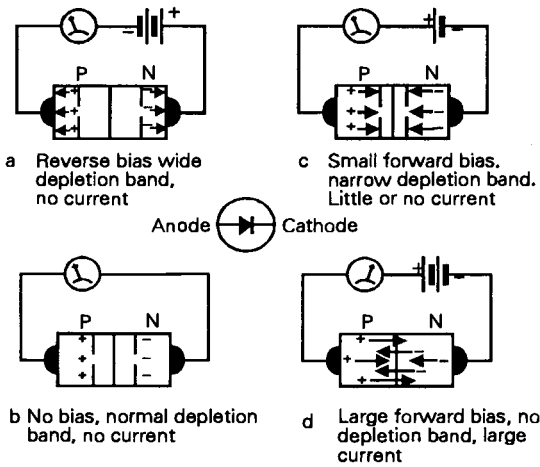 +
−
P N
+
+
+
−
−
−
a Reverse bias wide
depletion band,
no current
+
−
P N
+
+
+
−
−
−
c Small forward bias.
narrow depletion band.
Little or no current
Anode
Cathode
P N
+
+
+
−
−
−
b No bias, normal depletion
band, no current
+
−
P N
+
+
+
−
−
−
d Large forward bias, no
depletion band, large
current